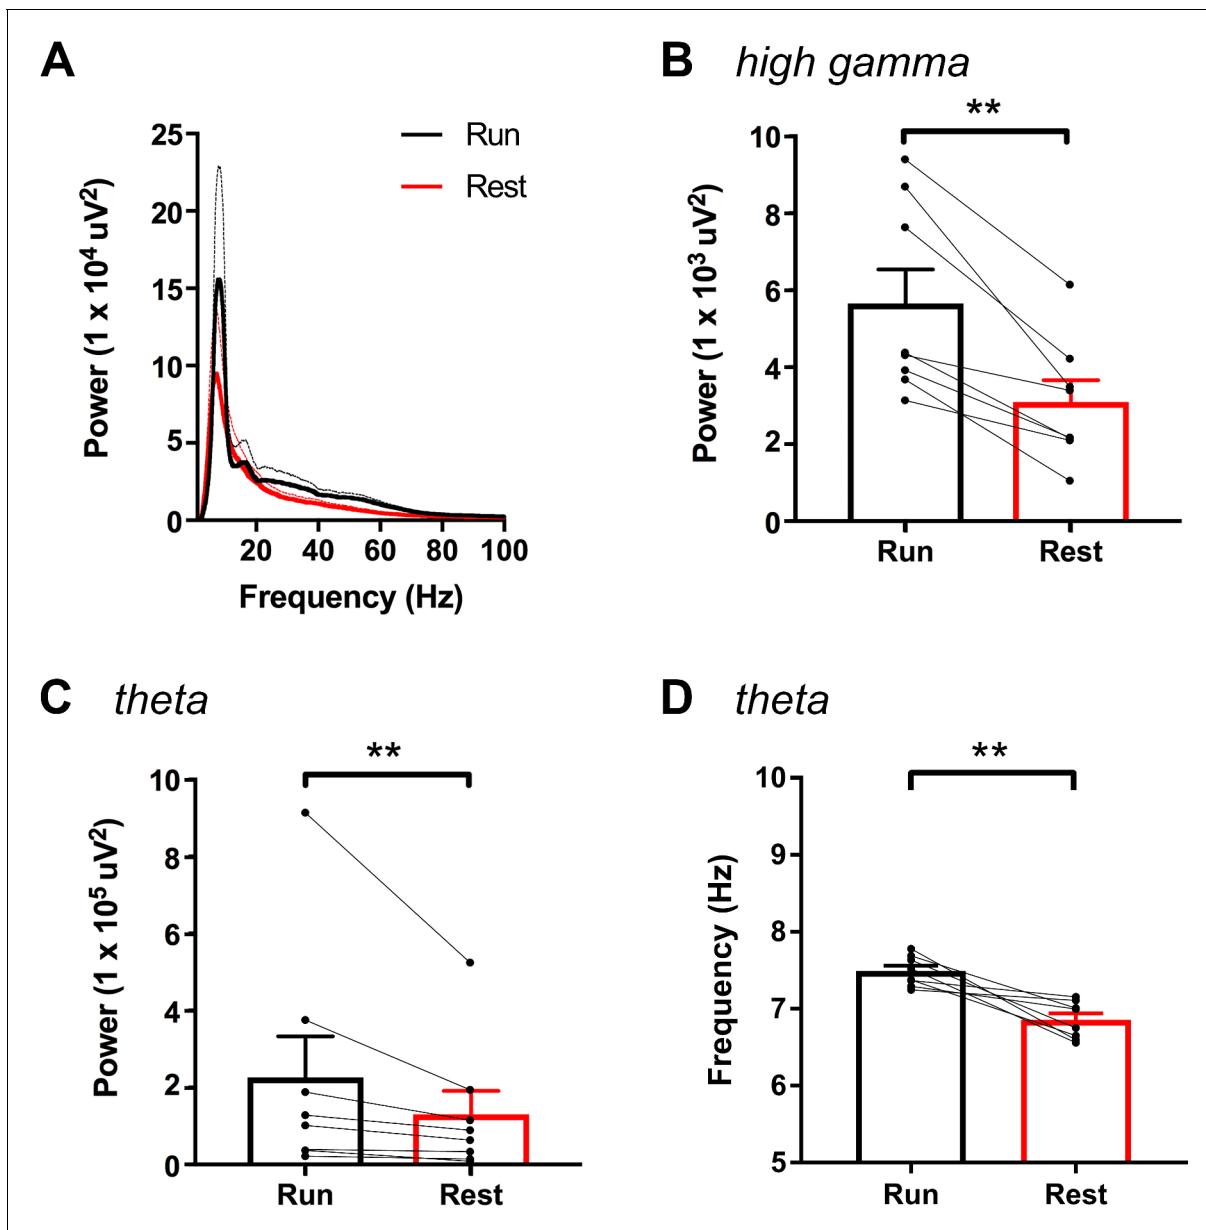 A
Run
Rest
25
20
15
10
5
0
Power (1 x 10⁴ uV²)
20 40 60 80 100
Frequency (Hz)
B high gamma
**
10
8
6
4
2
0
Power (1 x 10³ uV²)
Run Rest
C theta
**
10
8
6
4
2
0
Power (1 x 10⁵ uV²)
Run Rest
D theta
**
10
9
8
7
6
5
Frequency (Hz)
Run Rest